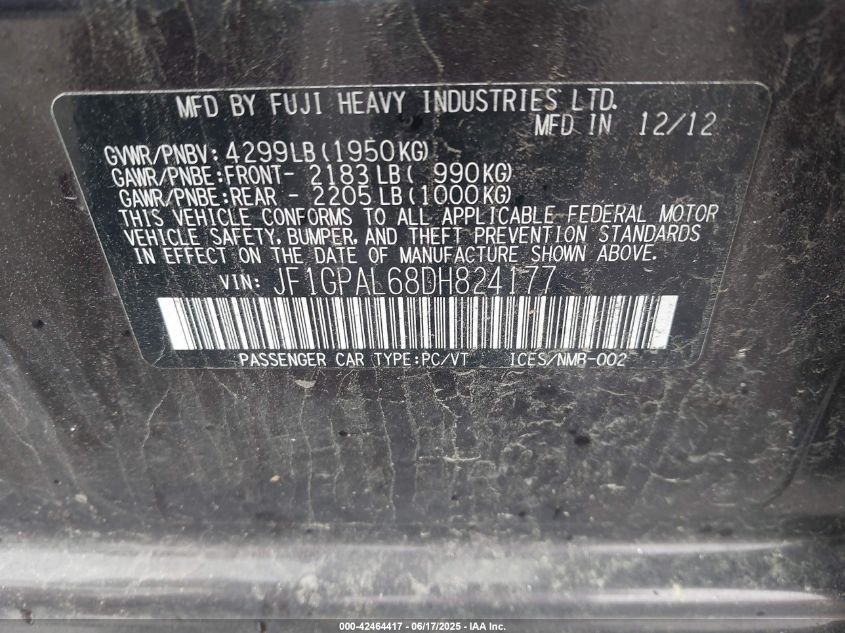 MFD BY FUJI HEAVY INDUSTRIES LTD.
MFD IN 12/12
GVWR/PNBV: 4299LB(1950KG)
GAWR/PNBE:FRONT- 2183LB( 990KG)
GAWR/PNBE:REAR - 2205LB(1000KG)
THIS VEHICLE CONFORMS TO ALL APPLICABLE FEDERAL MOTOR
VEHICLE SAFETY, BUMPER, AND THEFT PREVENTION STANDARDS
IN EFFECT ON THE DATE OF MANUFACTURE SHOWN ABOVE.
VIN: JF1GPAL68DH824177
PASSENGER CAR TYPE:PC/VT ICES/NMB-002
000-42464417 - 06/17/2025 - IAA Inc.